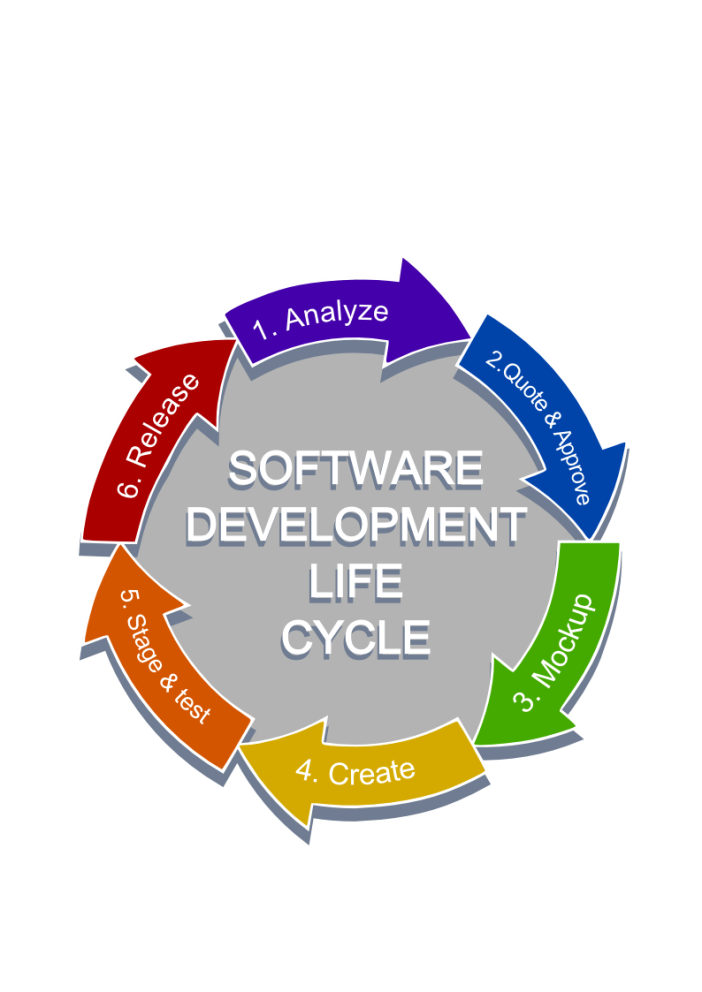 1. Analyze
2.Quote & Approve
3. Mockup
4. Create
5. Stage & test
6. Release
SOFTWARE
DEVELOPMENT
LIFE
CYCLE